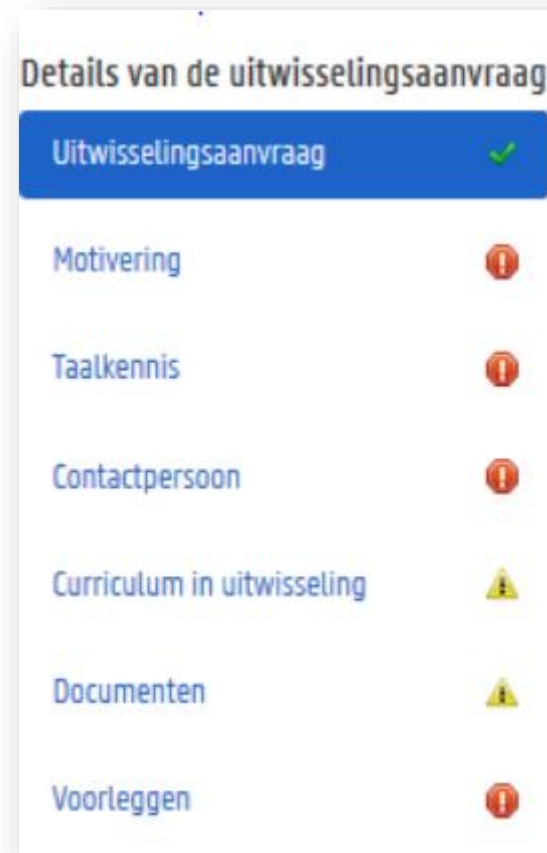 Details van de uitwisselingsaanvraag
Uitwisselingsaanvraag
Motivering
Taalkennis
Contactpersoon
Curriculum in uitwisseling
Documenten
Voorleggen